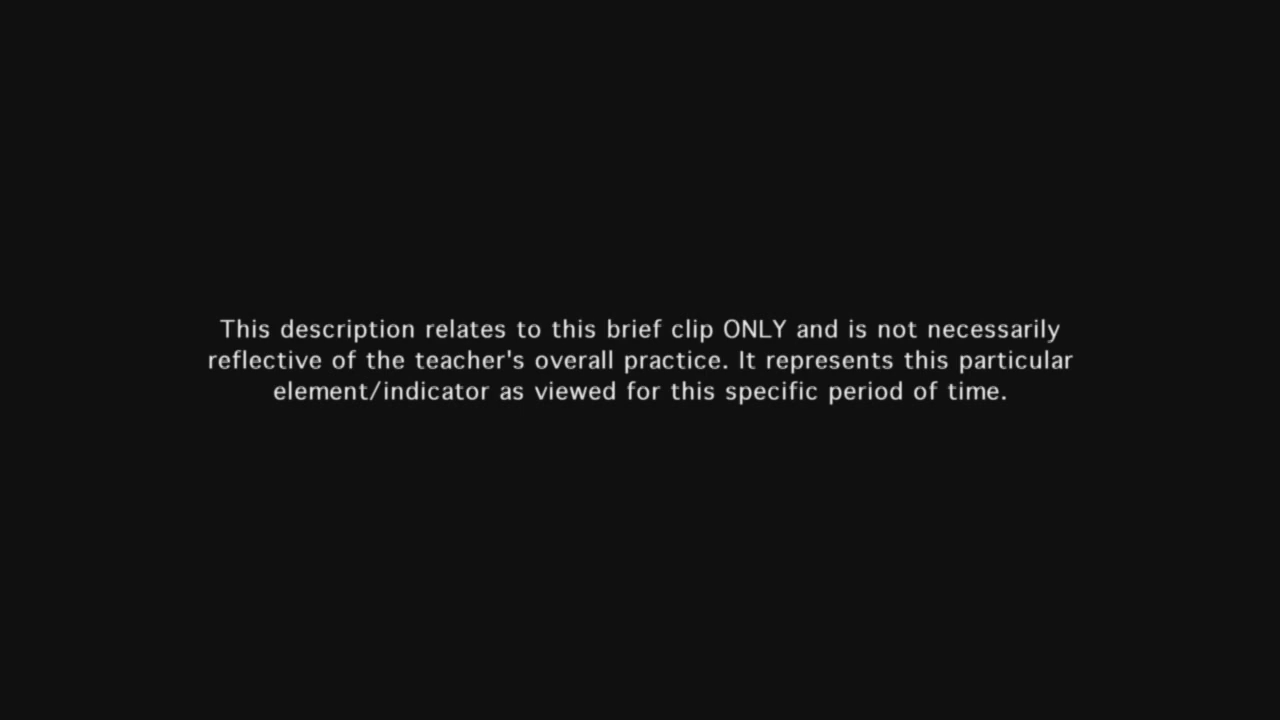 This description relates to this brief clip ONLY and is not necessarily
reflective of the teacher's overall practice. It represents this particular
element/indicator as viewed for this specific period of time.